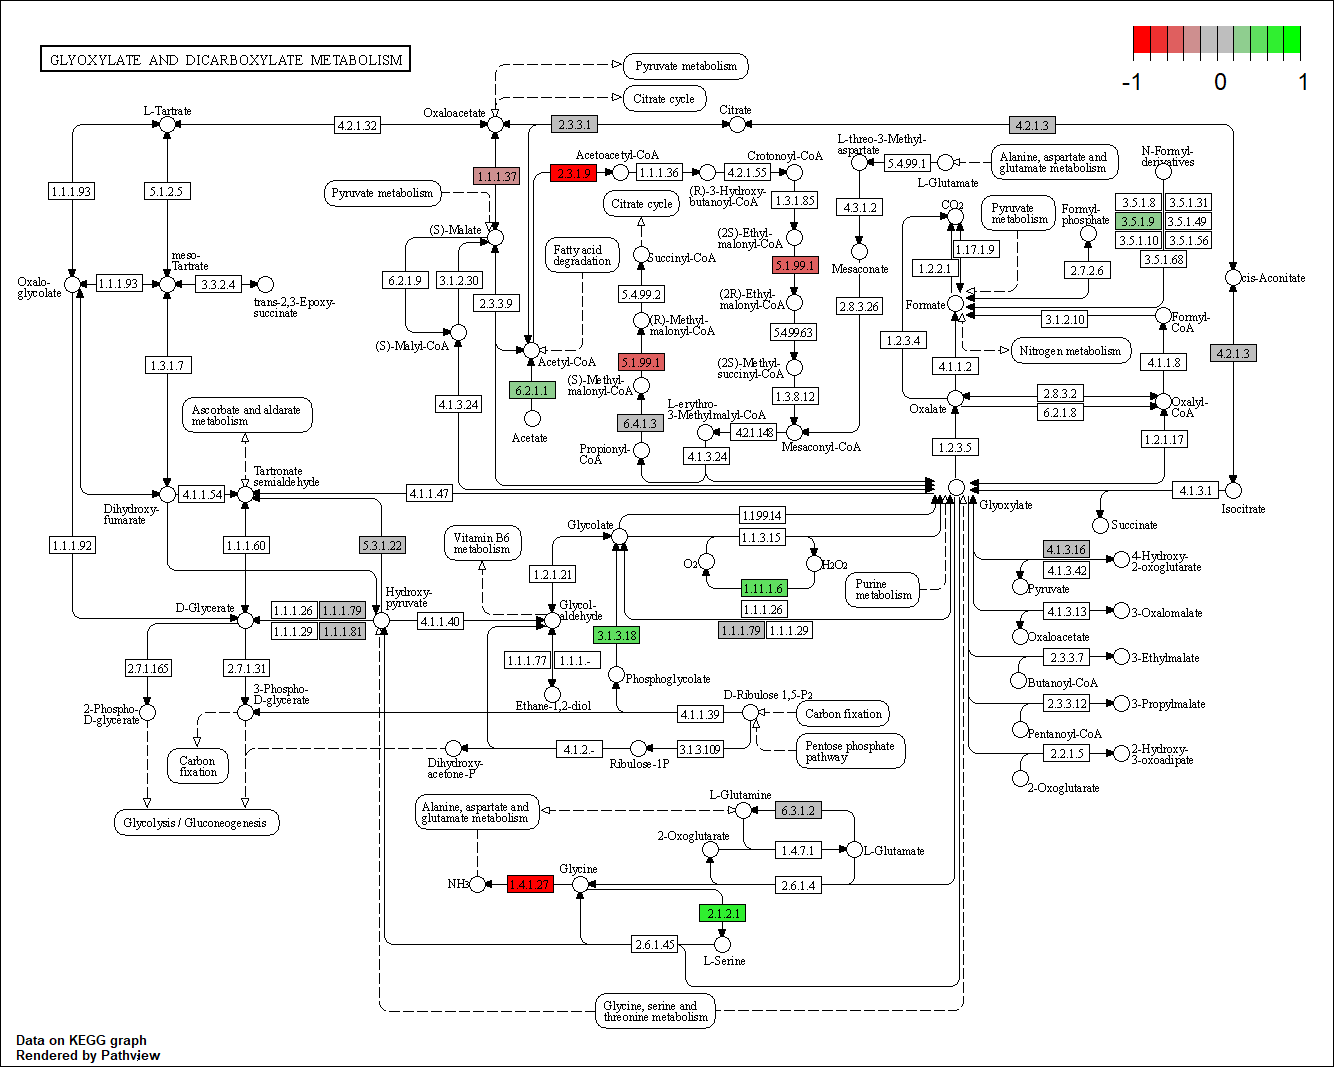 GLYOXYLATE AND DICARBOXYLATE METABOLISM
-1
0
1
Pyruvate metabolism
Citrate cycle
L-Tartrate
Oxaloacetate
Citrate
4.2.1.32
2.3.3.1
4.2.1.3
L-threo-3-Methyl-
aspartate
N-Formyl-
derivatives
Acetoacetyl-CoA
Crotonoyl-CoA
5.4.99.1
Alanine, aspartate and
glutamate metabolism
1.1.1.37
2.3.1.9
1.1.36
4.2.1.55
L-Glutamate
1.1.1.93
5.1.2.5
Pyruvate metabolism
(R)-3-Hydroxy-
butanoyl-CoA
1.3.1.85
4.3.1.2
CO2
Pyruvate
metabolism
Formyl-
phosphate
3.5.1.8
3.5.1.31
3.5.1.9
3.5.1.49
3.5.1.10
3.5.1.56
3.5.1.68
Citrate cycle
(S)-Malate
(2S)-Ethyl-
malonyl-CoA
Fatty acid
degradation
Succinyl-CoA
1.17.1.9
1.2.2.1
2.7.2.6
meso-
Tartrate
5.1.99.1
Mesaconate
cis-Aconitate
Oxalo-
glycolate
1.1.1.93
3.3.2.4
6.2.1.9
3.1.2.30
2.3.3.9
5.4.99.2
trans-2,3-Epoxy-
succinate
(2R)-Ethyl-
malonyl-CoA
2.8.3.26
Formate
(R)-Methyl-
malonyl-CoA
5.49963
3.1.2.10
Formyl-
CoA
(S)-Malyl-CoA
Acetyl-CoA
1.2.3.4
Nitrogen metabolism
4.2.1.3
1.3.1.7
5.1.99.1
(2S)-Methyl-
succinyl-CoA
4.1.1.2
4.1.1.8
6.2.1.1
(S)-Methyl-
malonyl-CoA
1.3.8.12
2.8.3.2
Oxalate
6.2.1.8
Oxalyl-
CoA
4.1.3.24
Ascorbate and aldarate
metabolism
Acetate
6.4.1.3
L-erythro-
3-Methylmalyl-CoA
4.2.1.148
Mesaconyl-CoA
1.2.3.5
1.2.1.17
Propionyl-
CoA
4.1.3.24
Tartronate
semialdehyde
4.1.1.54
4.1.1.47
4.1.3.1
Dihydroxy-
fumarate
Glyoxylate
Isocitrate
Succinate
1.1.1.92
1.1.1.60
5.3.1.22
Vitamin B6
metabolism
Glycolate
1.1.99.14
1.1.3.15
O2
H2O2
4.1.3.16
4.1.3.42
4-Hydroxy-
2-oxoglutarate
1.2.1.21
1.11.1.6
Purine
metabolism
Pyruvate
D-Glycerate
1.1.1.26
1.1.1.79
1.1.1.29
1.1.1.81
Hydroxy-
pyruvate
4.1.1.40
Glycol-
aldehyde
1.1.1.26
1.1.1.79
1.1.1.29
4.1.3.13
3-Oxalomalate
Oxaloacetate
3.1.3.18
2.7.1.165
2.7.1.31
1.1.1.77
1.1.1.-
2.3.3.7
3-Ethylmalate
Phosphoglycolate
Butanoyl-CoA
3-Phospho-
D-glycerate
2-Phospho-
D-glycerate
Ethane-1,2-diol
D-Ribulose 1,5-P2
4.1.1.39
Carbon fixation
2.3.3.12
3-Propylmalate
Pentanoyl-CoA
Carbon
fixation
Dihydroxy-
acetone-P
4.1.2.-
Ribulose-1P
3.1.3.109
Pentose phosphate
pathway
2.2.1.5
2-Hydroxy-
3-oxoadipate
2-Oxoglutarate
Glycolysis / Gluconeogenesis
Alanine, aspartate and
glutamate metabolism
L-Glutamine
6.3.1.2
2-Oxoglutarate
1.4.7.1
L-Glutamate
NH3
1.4.1.27
Glycine
2.6.1.4
2.1.2.1
2.6.1.45
L-Serine
Glycine, serine and
threonine metabolism
Data on KEGG graph
Rendered by Pathview